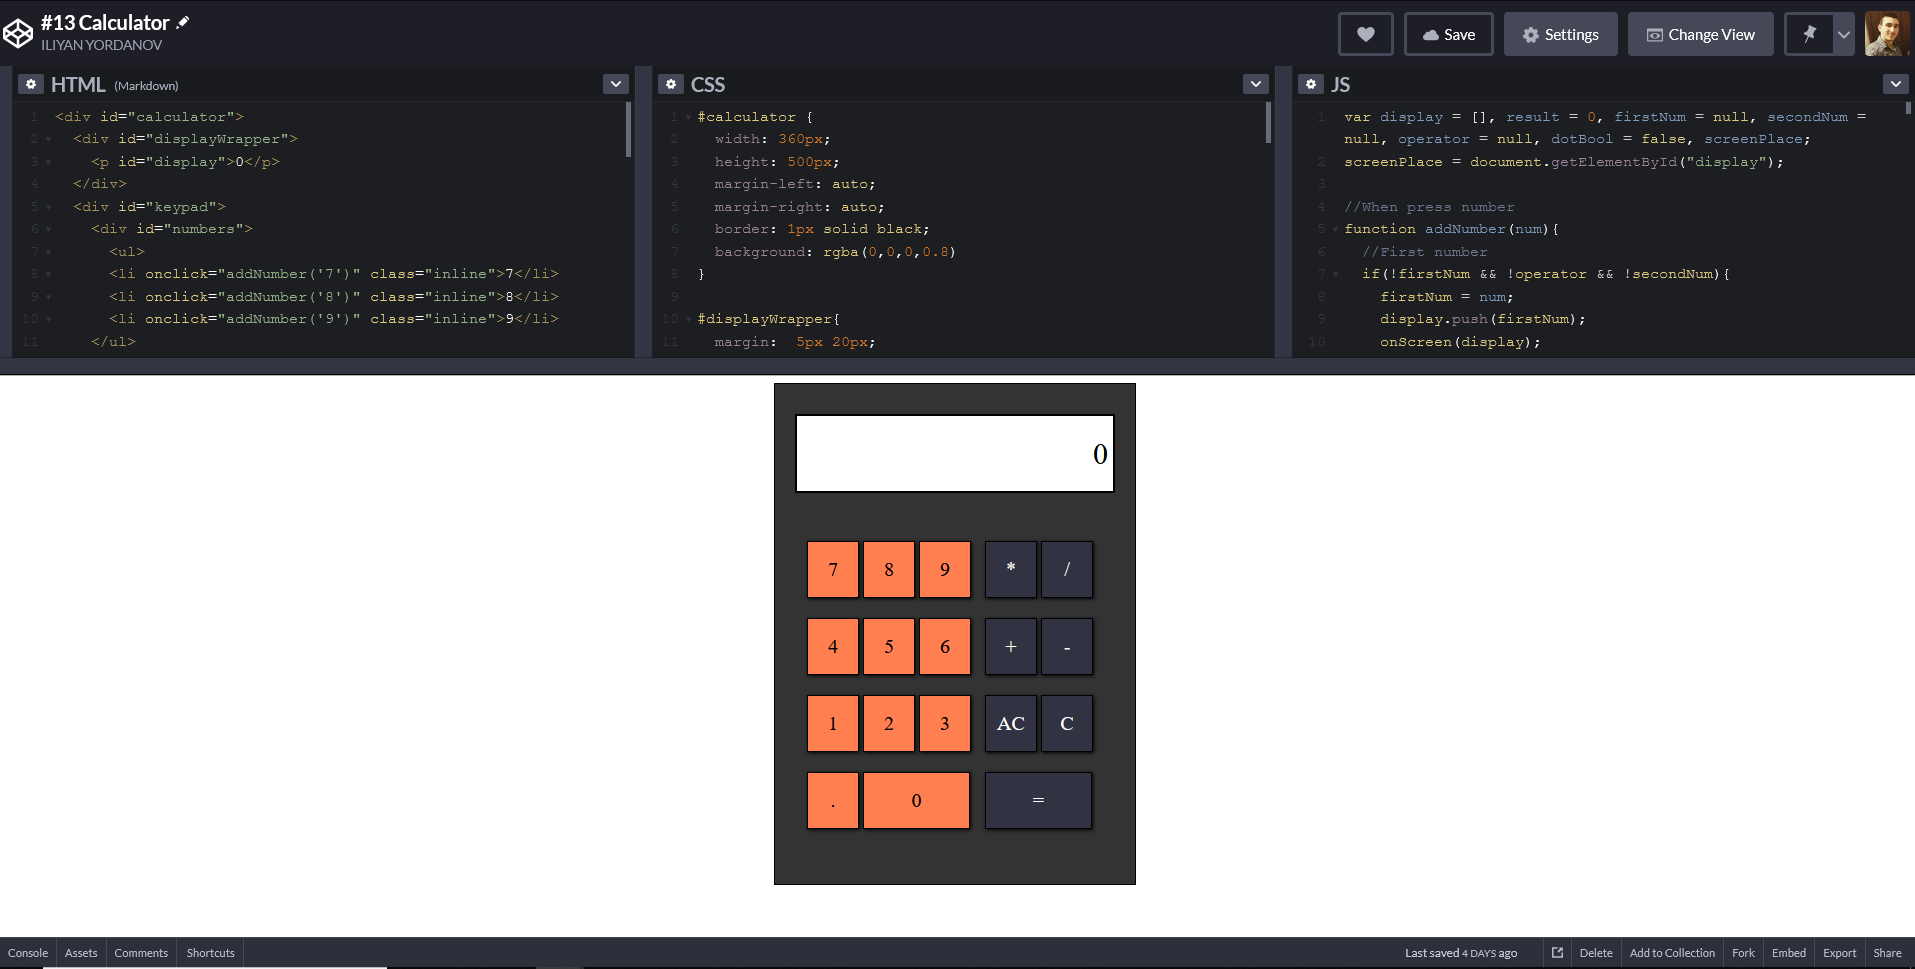 #13 Calculator
ILIYAN YORDANOV
Save
Settings
Change View
HTML (Markdown)
1 <div id="calculator">
2 <div id="displayWrapper">
3 <p id="display">0</p>
4 </div>
5 <div id="keypad">
6 <div id="numbers">
7 <ul>
8 <li onclick="addNumber('7')" class="inline">7</li>
9 <li onclick="addNumber('8')" class="inline">8</li>
10 <li onclick="addNumber('9')" class="inline">9</li>
11 </ul>
CSS
1 #calculator {
2 width: 360px;
3 height: 500px;
4 margin-left: auto;
5 margin-right: auto;
6 border: 1px solid black;
7 background: rgba(0,0,0,0.8)
8 }
9
10 #displayWrapper{
11 margin:  5px 20px;
JS
1 var display = [], result = 0, firstNum = null, secondNum =
null, operator = null, dotBool = false, screenPlace;
2 screenPlace = document.getElementById("display");
3
4 //When press number
5 function addNumber(num){
6 //First number
7 if(!firstNum && !operator && !secondNum){
8 firstNum = num;
9 display.push(firstNum);
10 onScreen(display);
0
7 8 9 * /
4 5 6 + -
1 2 3 AC C
. 0 =
Console Assets Comments Shortcuts
Last saved 4 DAYS ago
Delete Add to Collection Fork Embed Export Share